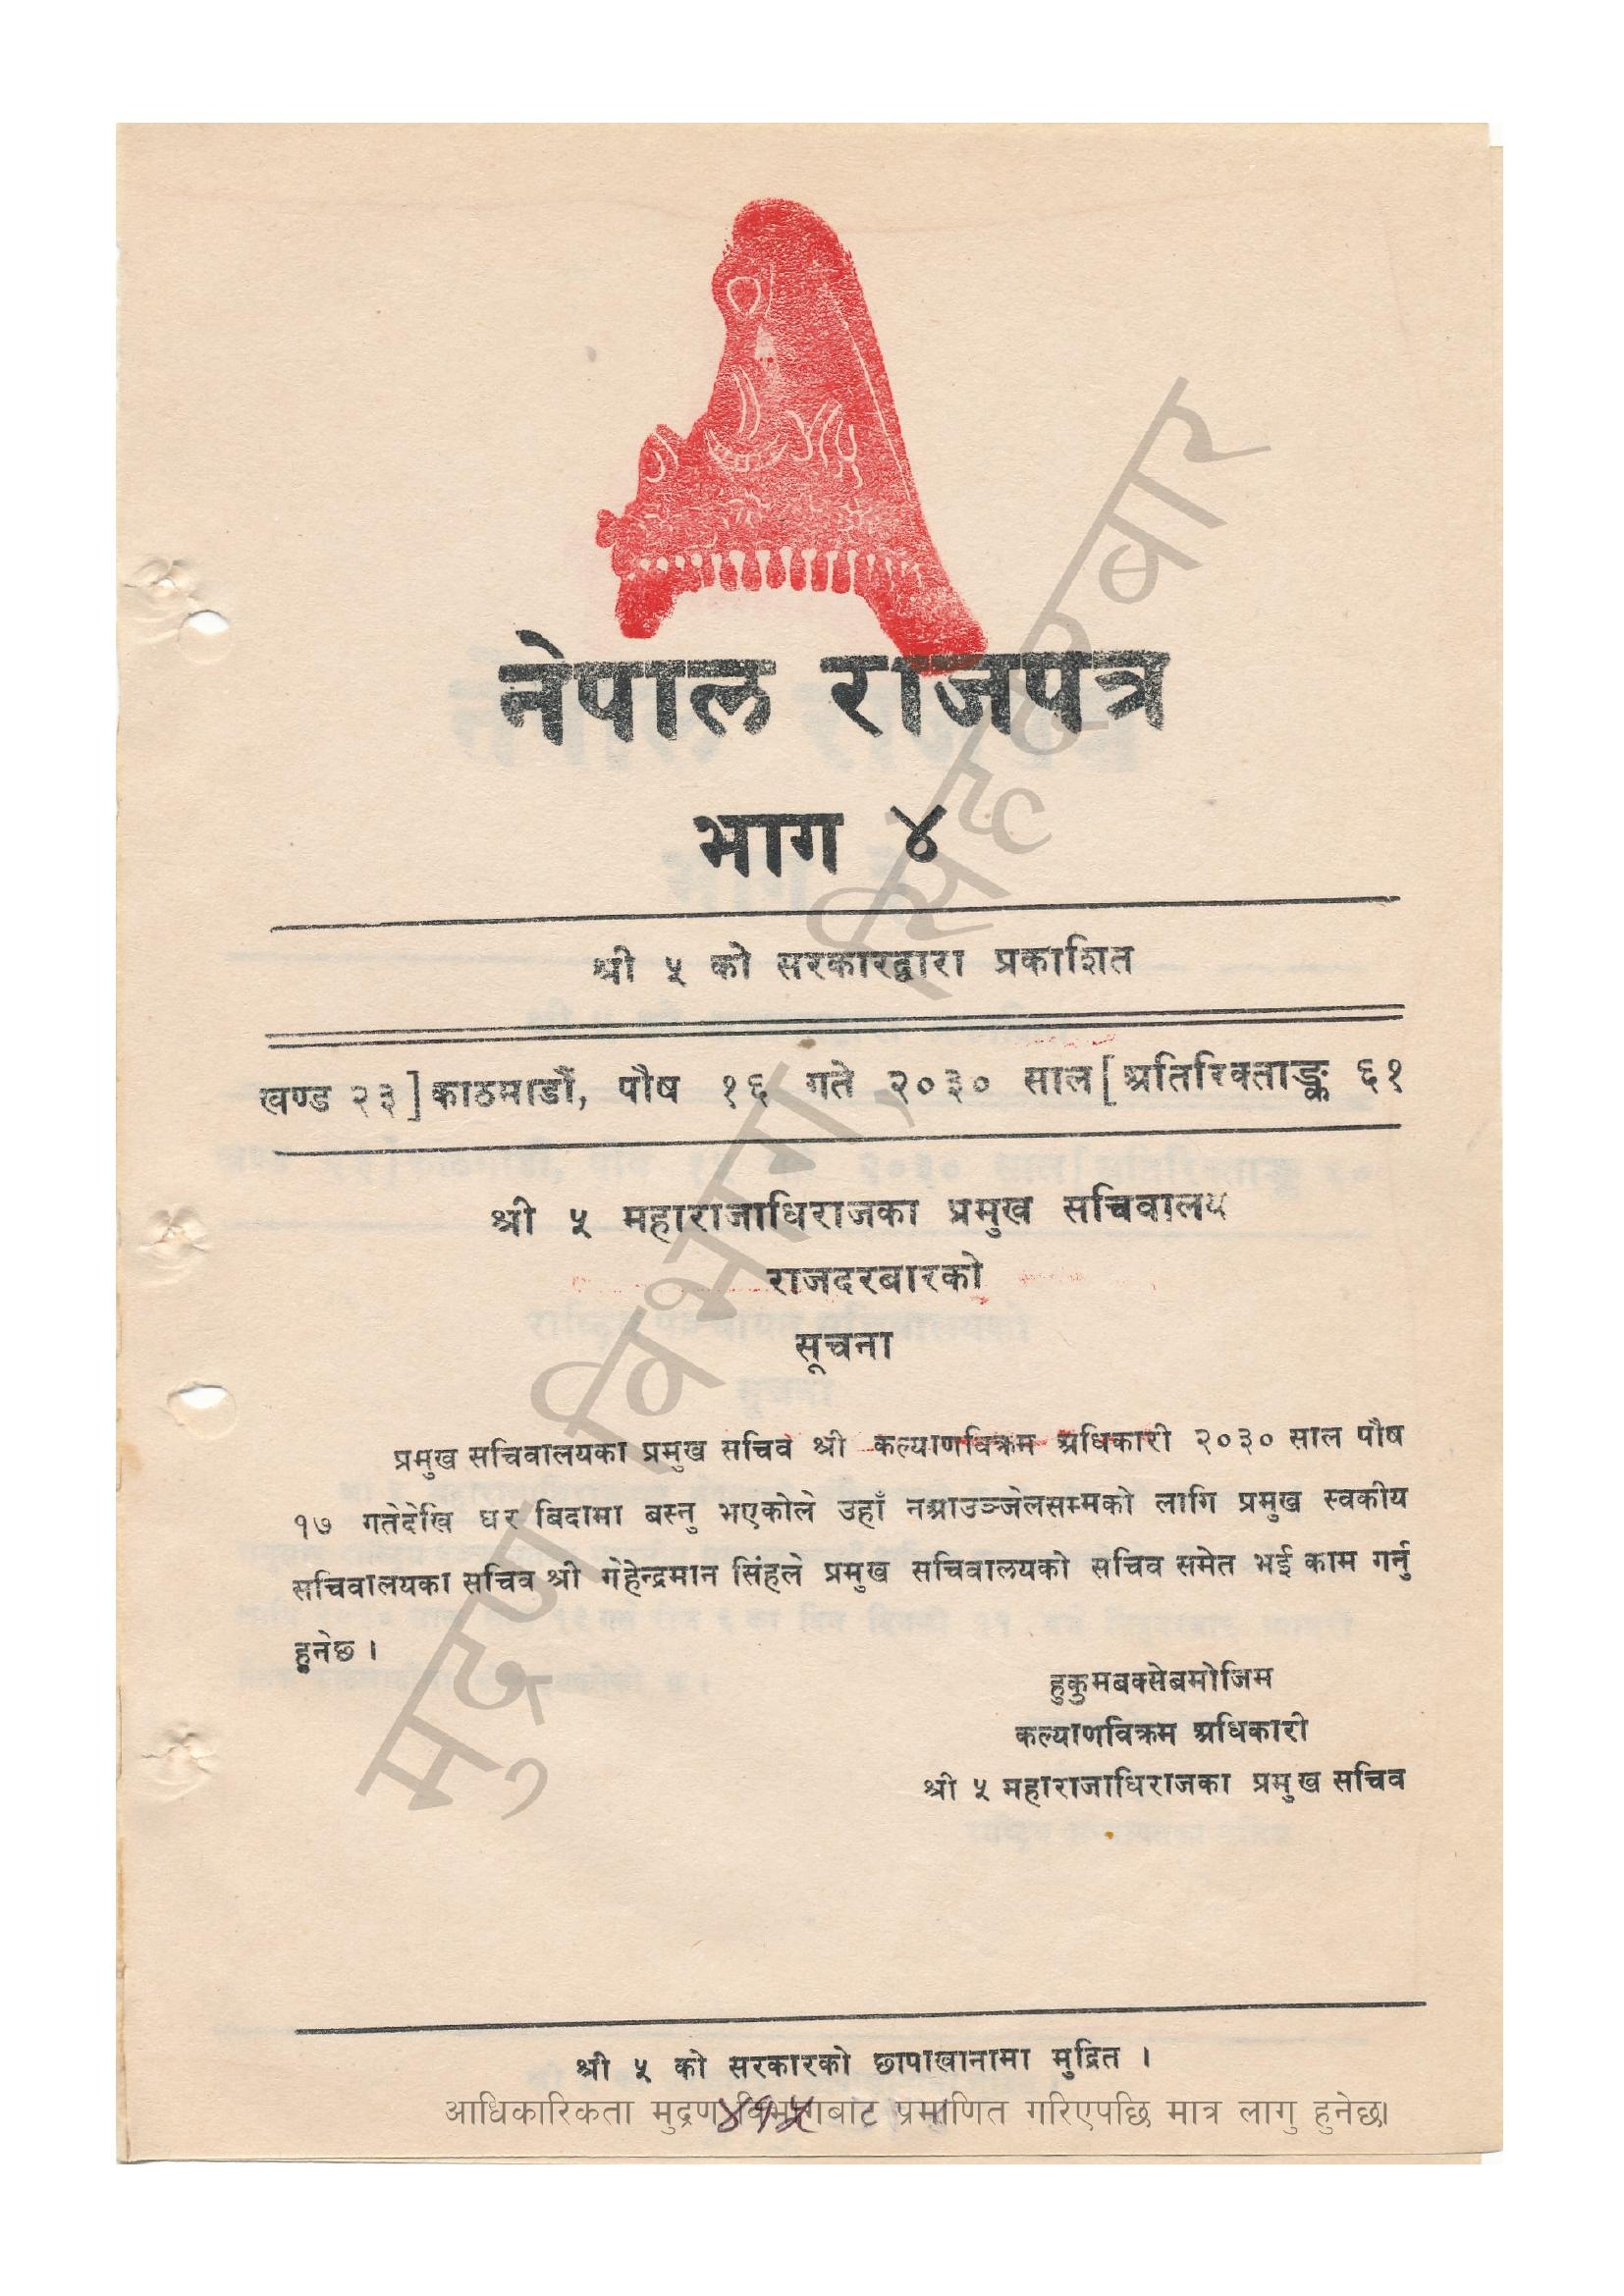 नेपाल राजपत्र
भाग ४
श्री ५ को सरकारद्वारा प्रकाशित
खण्ड २३] काठमाडौं, पौष १६ गते २०३० साल [अतिरिक्ताङ्क ६१
श्री ५ महाराजाधिराजका प्रमुख सचिवालय
राजदरबारको
सूचना
प्रमुख सचिवालयका प्रमुख सचिव श्री कल्याणविक्रम अधिकारी २०३० साल पौष
१७ गतेदेखि घर बिदामा बस्नु भएकोले उहाँ नआउञ्जेलसम्मको लागि प्रमुख स्वकीय
सचिवालयका सचिव श्री गेहेन्द्रमान सिंहले प्रमुख सचिवालयको सचिव समेत भई काम गर्नु
हुनेछ ।
हुकुमबक्सेबमोजिम
कल्याणविक्रम अधिकारी
श्री ५ महाराजाधिराजका प्रमुख सचिव
श्री ५ को सरकारको छापाखानामा मुद्रित ।
आधिकारिकता मुद्रण विभागबाट प्रमाणित गरिएपछि मात्र लागु हुनेछ।
४१५
मुद्रण विभाग, सिंहदरबार